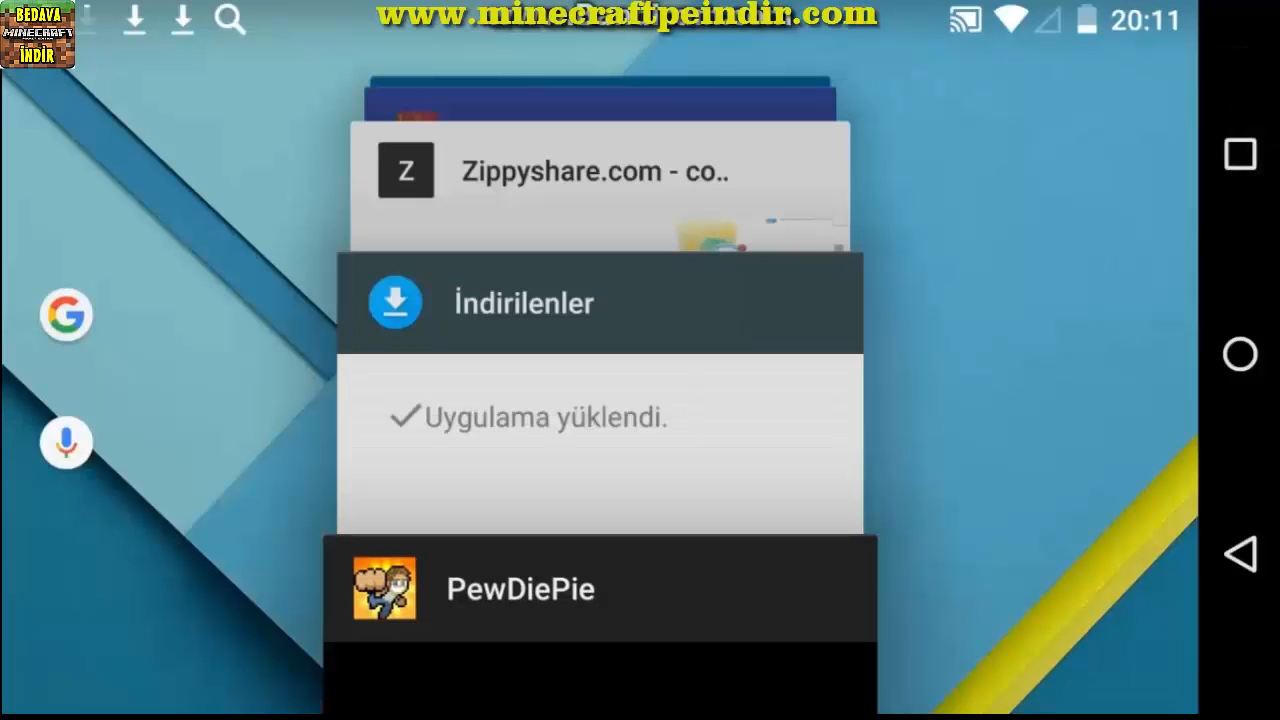 BEDAVA
MINECRAFT
İNDİR
www.minecraftpeindir.com
20:11
Z
Zippyshare.com - co..
İndirilenler
Uygulama yüklendi.
PewDiePie